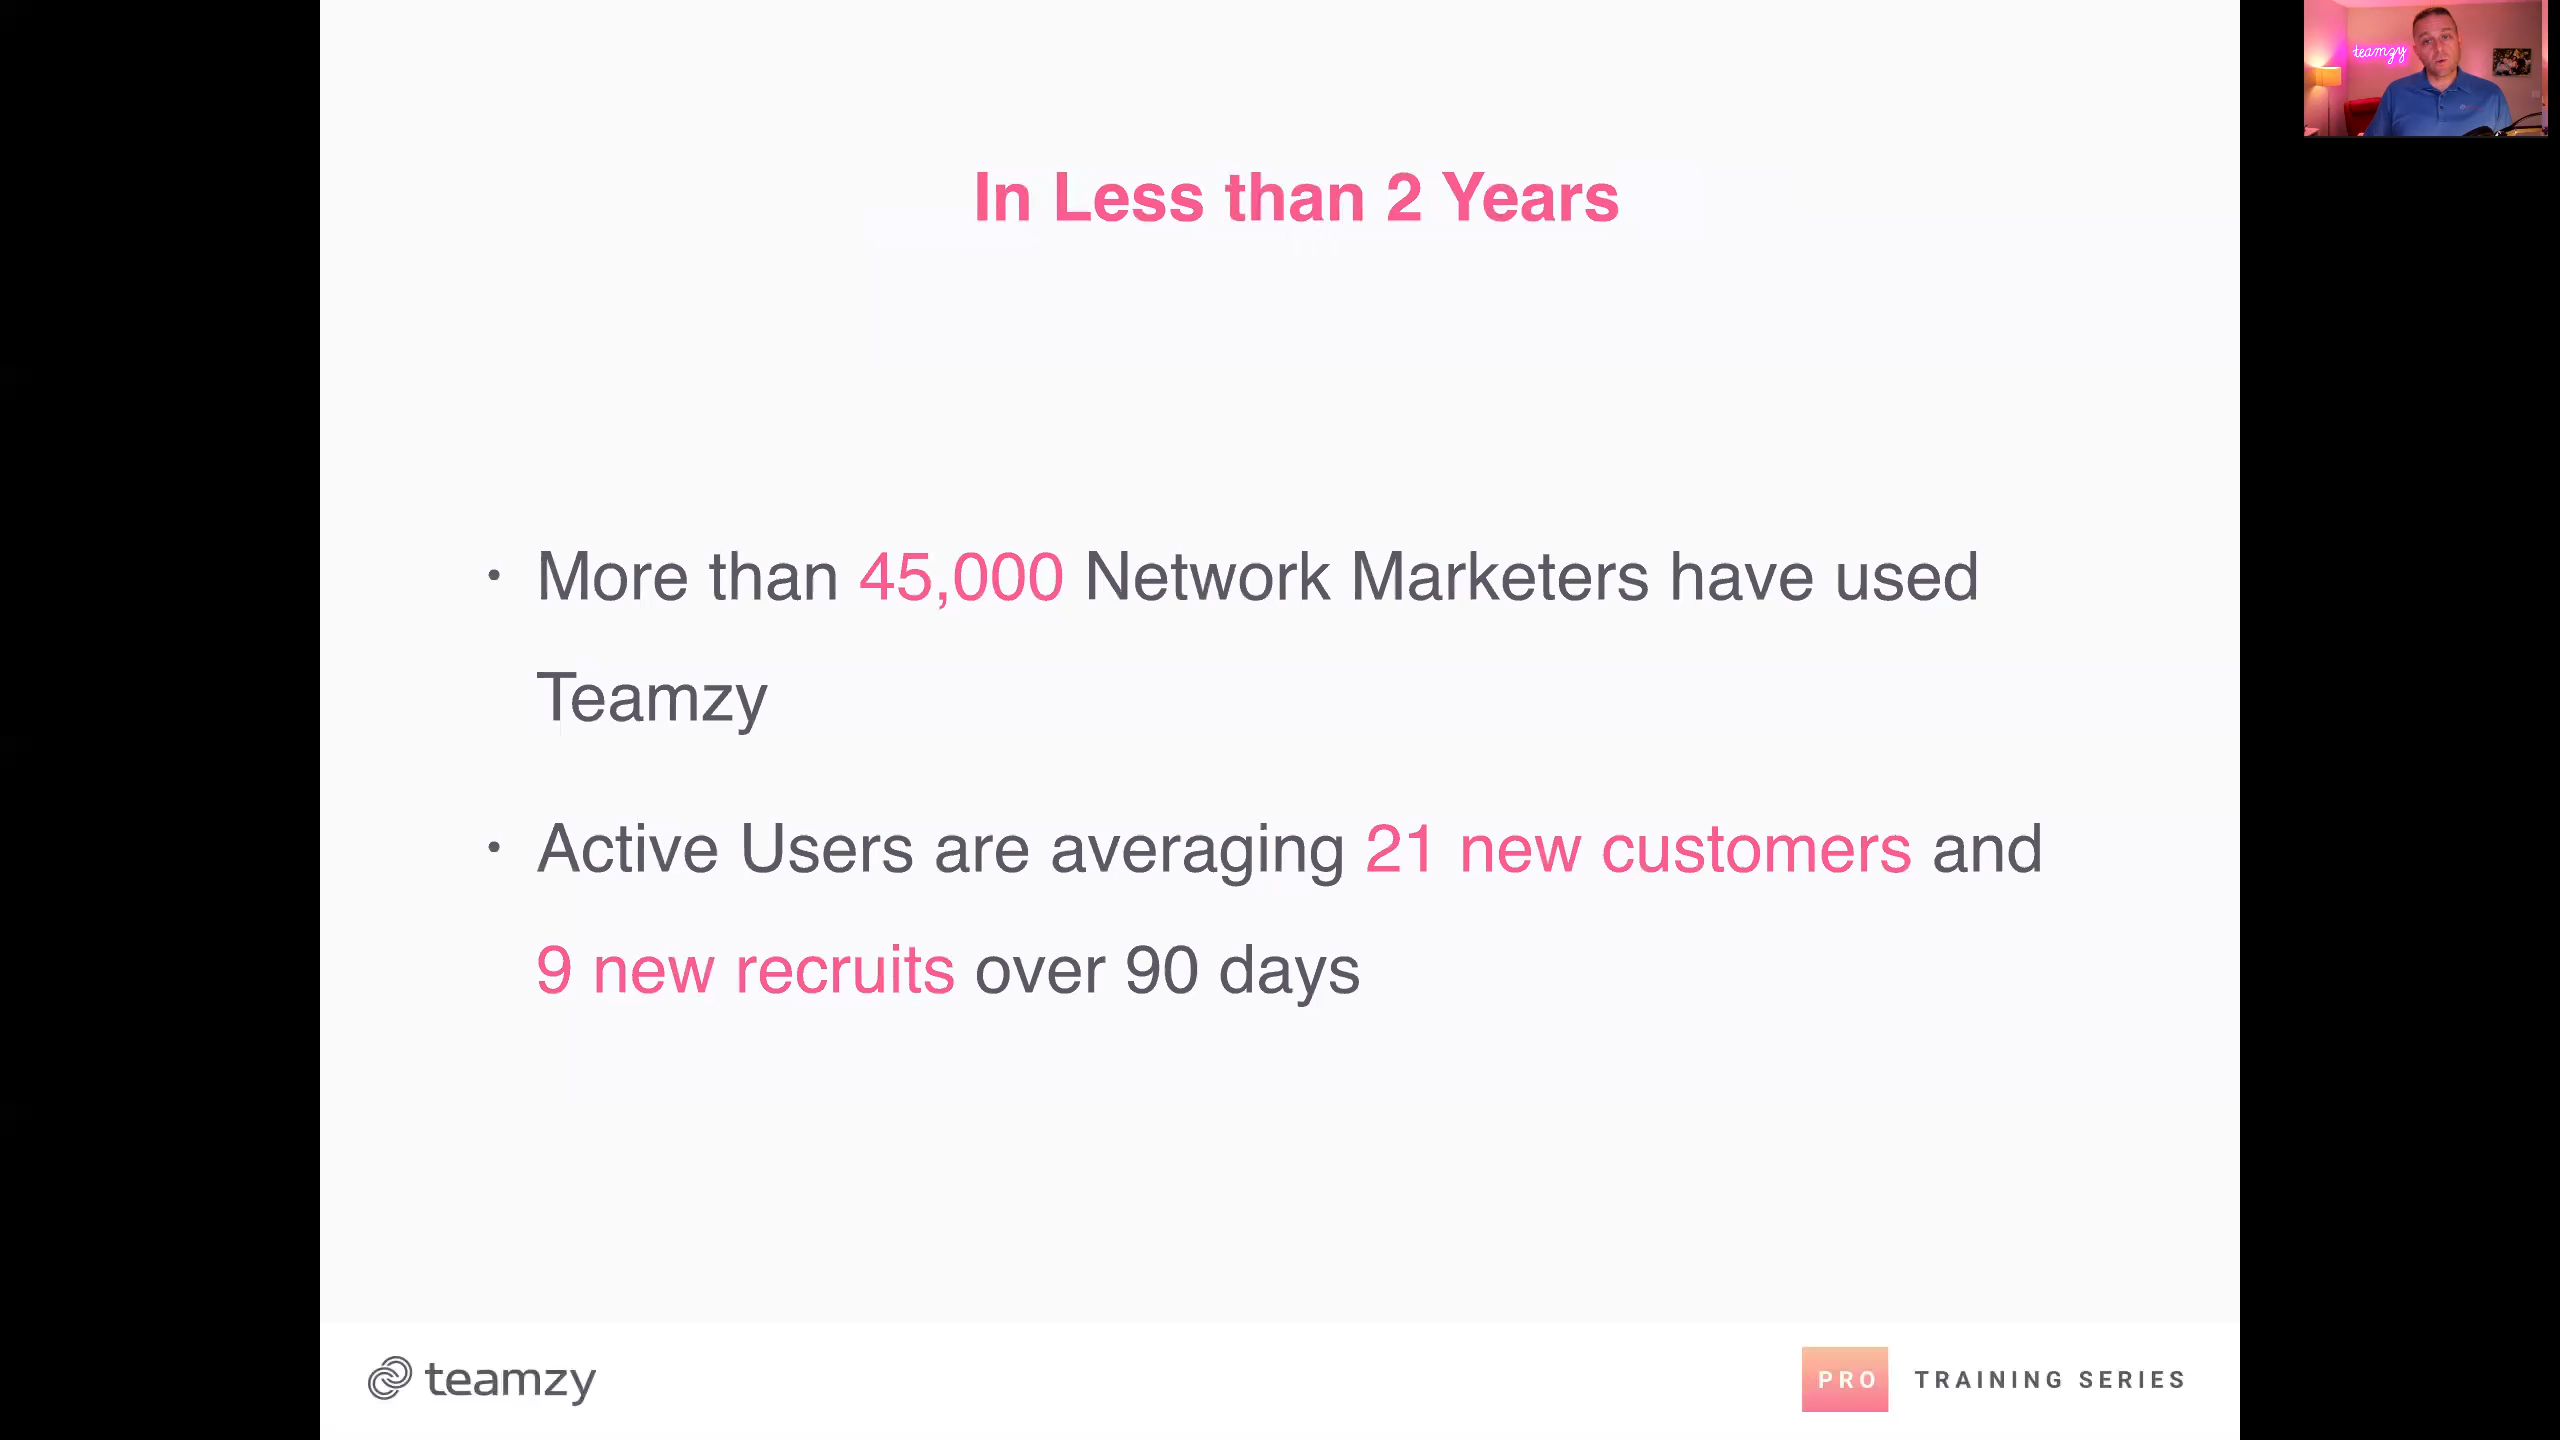 teamzy
In Less than 2 Years
• More than 45,000 Network Marketers have used
Teamzy
• Active Users are averaging 21 new customers and
9 new recruits over 90 days
teamzy
PRO TRAINING SERIES